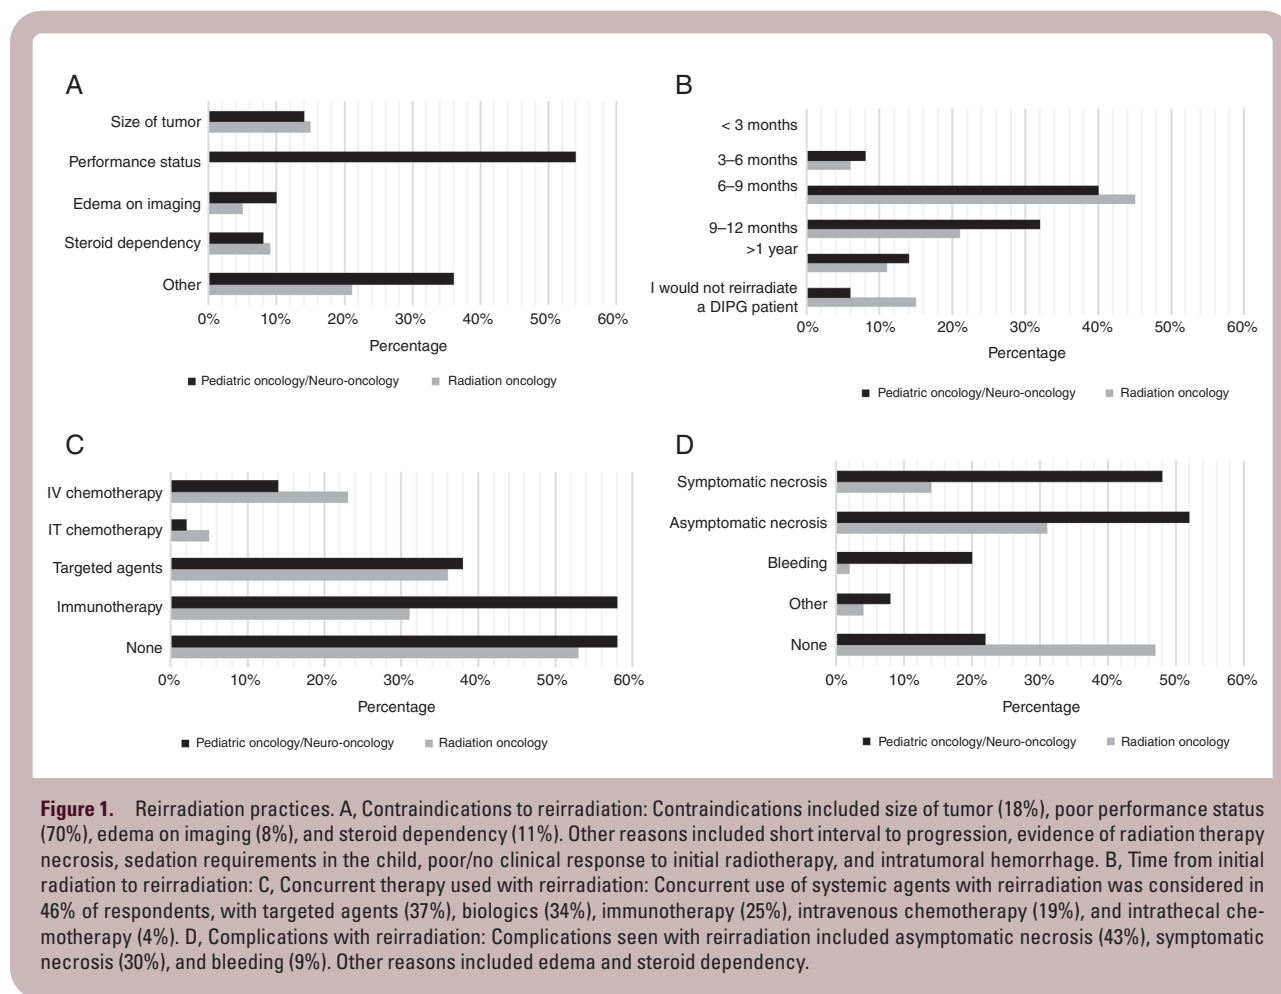 A
Size of tumor
Performance status
Edema on imaging
Steroid dependency
Other
0% 10% 20% 30% 40% 50% 60%
Percentage
Pediatric oncology/Neuro-oncology Radiation oncology
B
< 3 months
3–6 months
6–9 months
9–12 months
>1 year
I would not reirradiate
a DIPG patient
0% 10% 20% 30% 40% 50% 60%
Percentage
Pediatric oncology/Neuro-oncology Radiation oncology
C
IV chemotherapy
IT chemotherapy
Targeted agents
Immunotherapy
None
0% 10% 20% 30% 40% 50% 60%
Percentage
Pediatric oncology/Neuro-oncology Radiation oncology
D
Symptomatic necrosis
Asymptomatic necrosis
Bleeding
Other
None
0% 10% 20% 30% 40% 50% 60%
Percentage
Pediatric oncology/Neuro-oncology Radiation oncology
Figure 1. Reirradiation practices. A, Contraindications to reirradiation: Contraindications included size of tumor (18%), poor performance status
(70%), edema on imaging (8%), and steroid dependency (11%). Other reasons included short interval to progression, evidence of radiation therapy
necrosis, sedation requirements in the child, poor/no clinical response to initial radiotherapy, and intratumoral hemorrhage. B, Time from initial
radiation to reirradiation: C, Concurrent therapy used with reirradiation: Concurrent use of systemic agents with reirradiation was considered in
46% of respondents, with targeted agents (37%), biologics (34%), immunotherapy (25%), intravenous chemotherapy (19%), and intrathecal che-
motherapy (4%). D, Complications with reirradiation: Complications seen with reirradiation included asymptomatic necrosis (43%), symptomatic
necrosis (30%), and bleeding (9%). Other reasons included edema and steroid dependency.